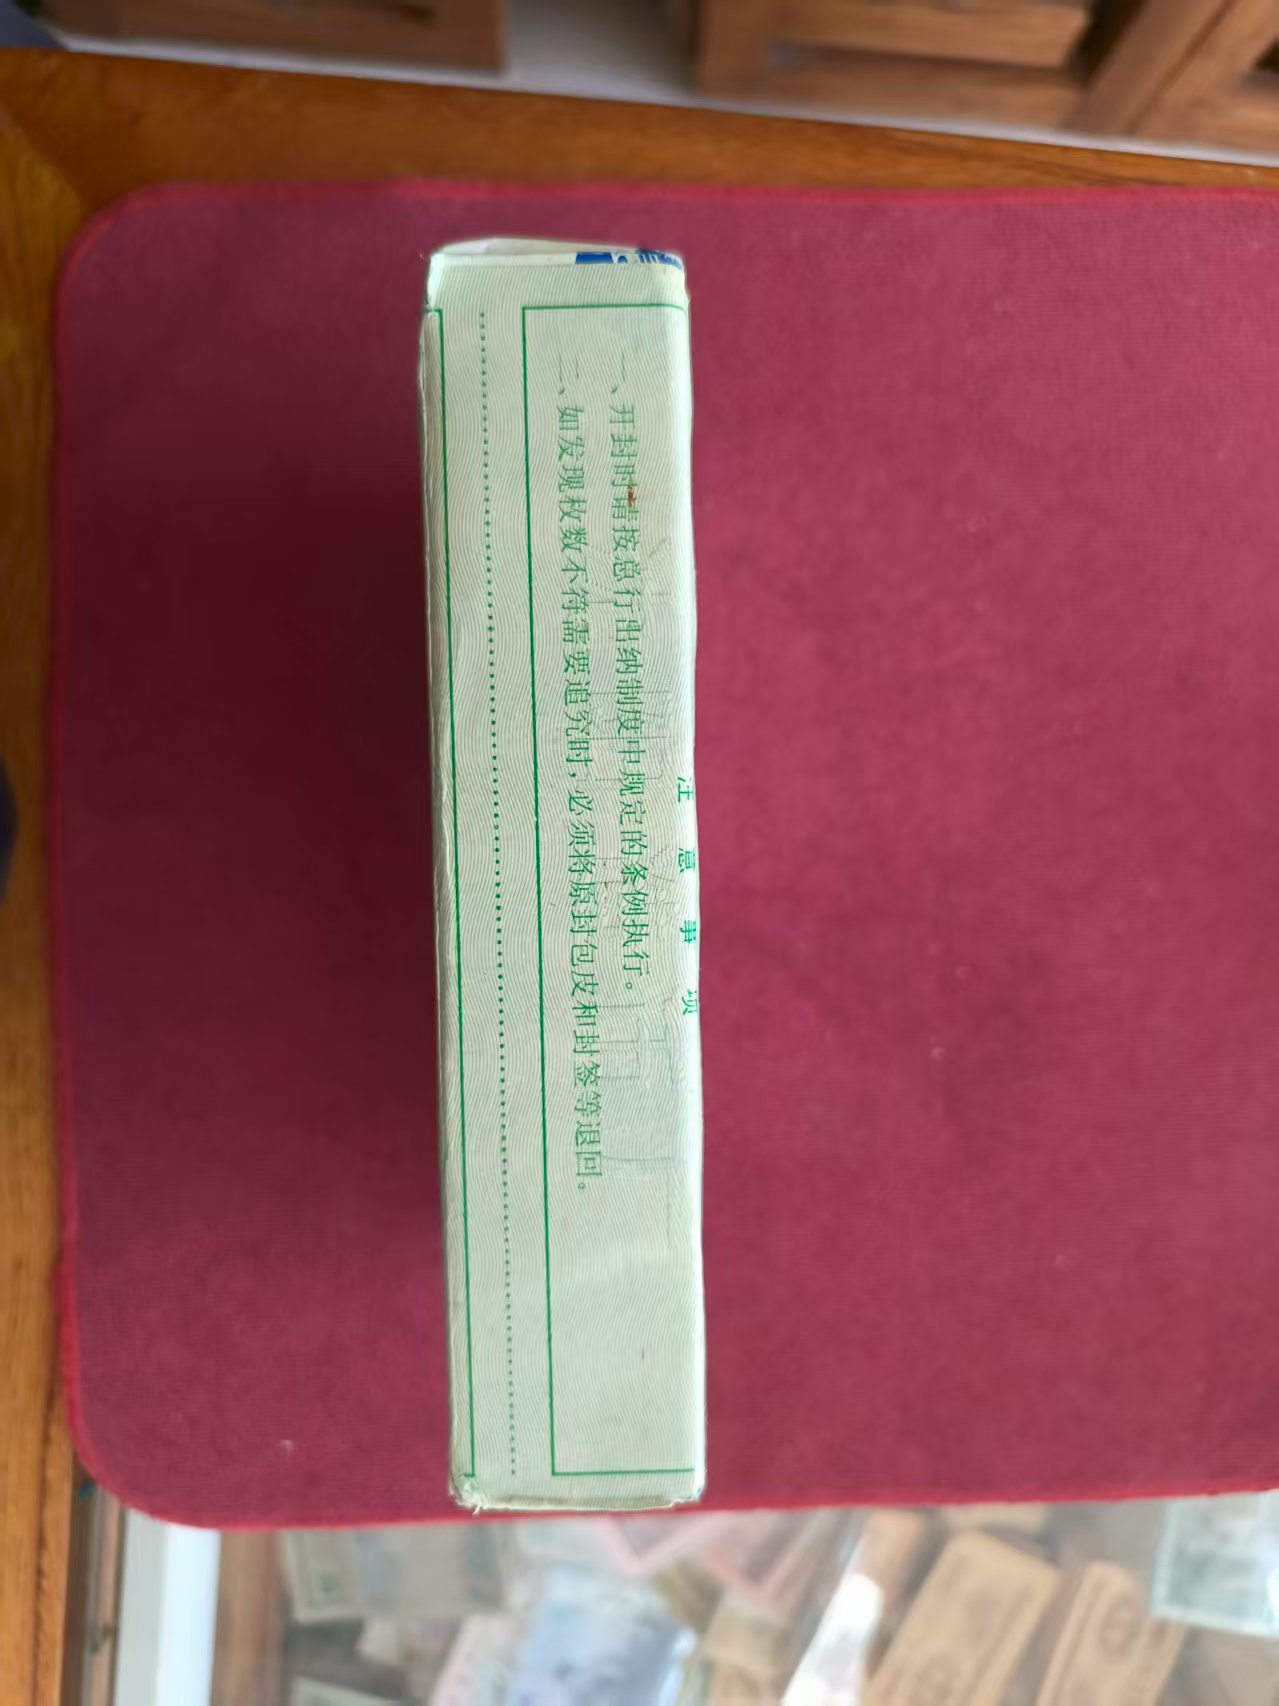 注意事项
一、开封时请按总行出纳制度中规定的条例执行。
二、如发现枚数不符需要追究时,必须将原封包皮和封签等退回。